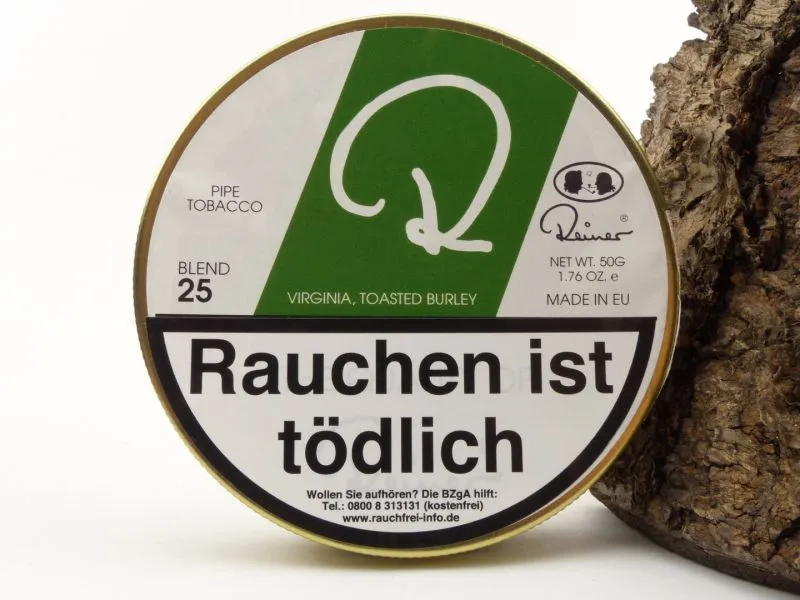 R
PIPE
TOBACCO
BLEND
25
VIRGINIA, TOASTED BURLEY
Reiner®
NET WT. 50G
1.76 OZ. e
MADE IN EU
Rauchen ist
tödlich
Wollen Sie aufhören? Die BZgA hilft:
Tel.: 0800 8 313131 (kostenfrei)
www.rauchfrei-info.de